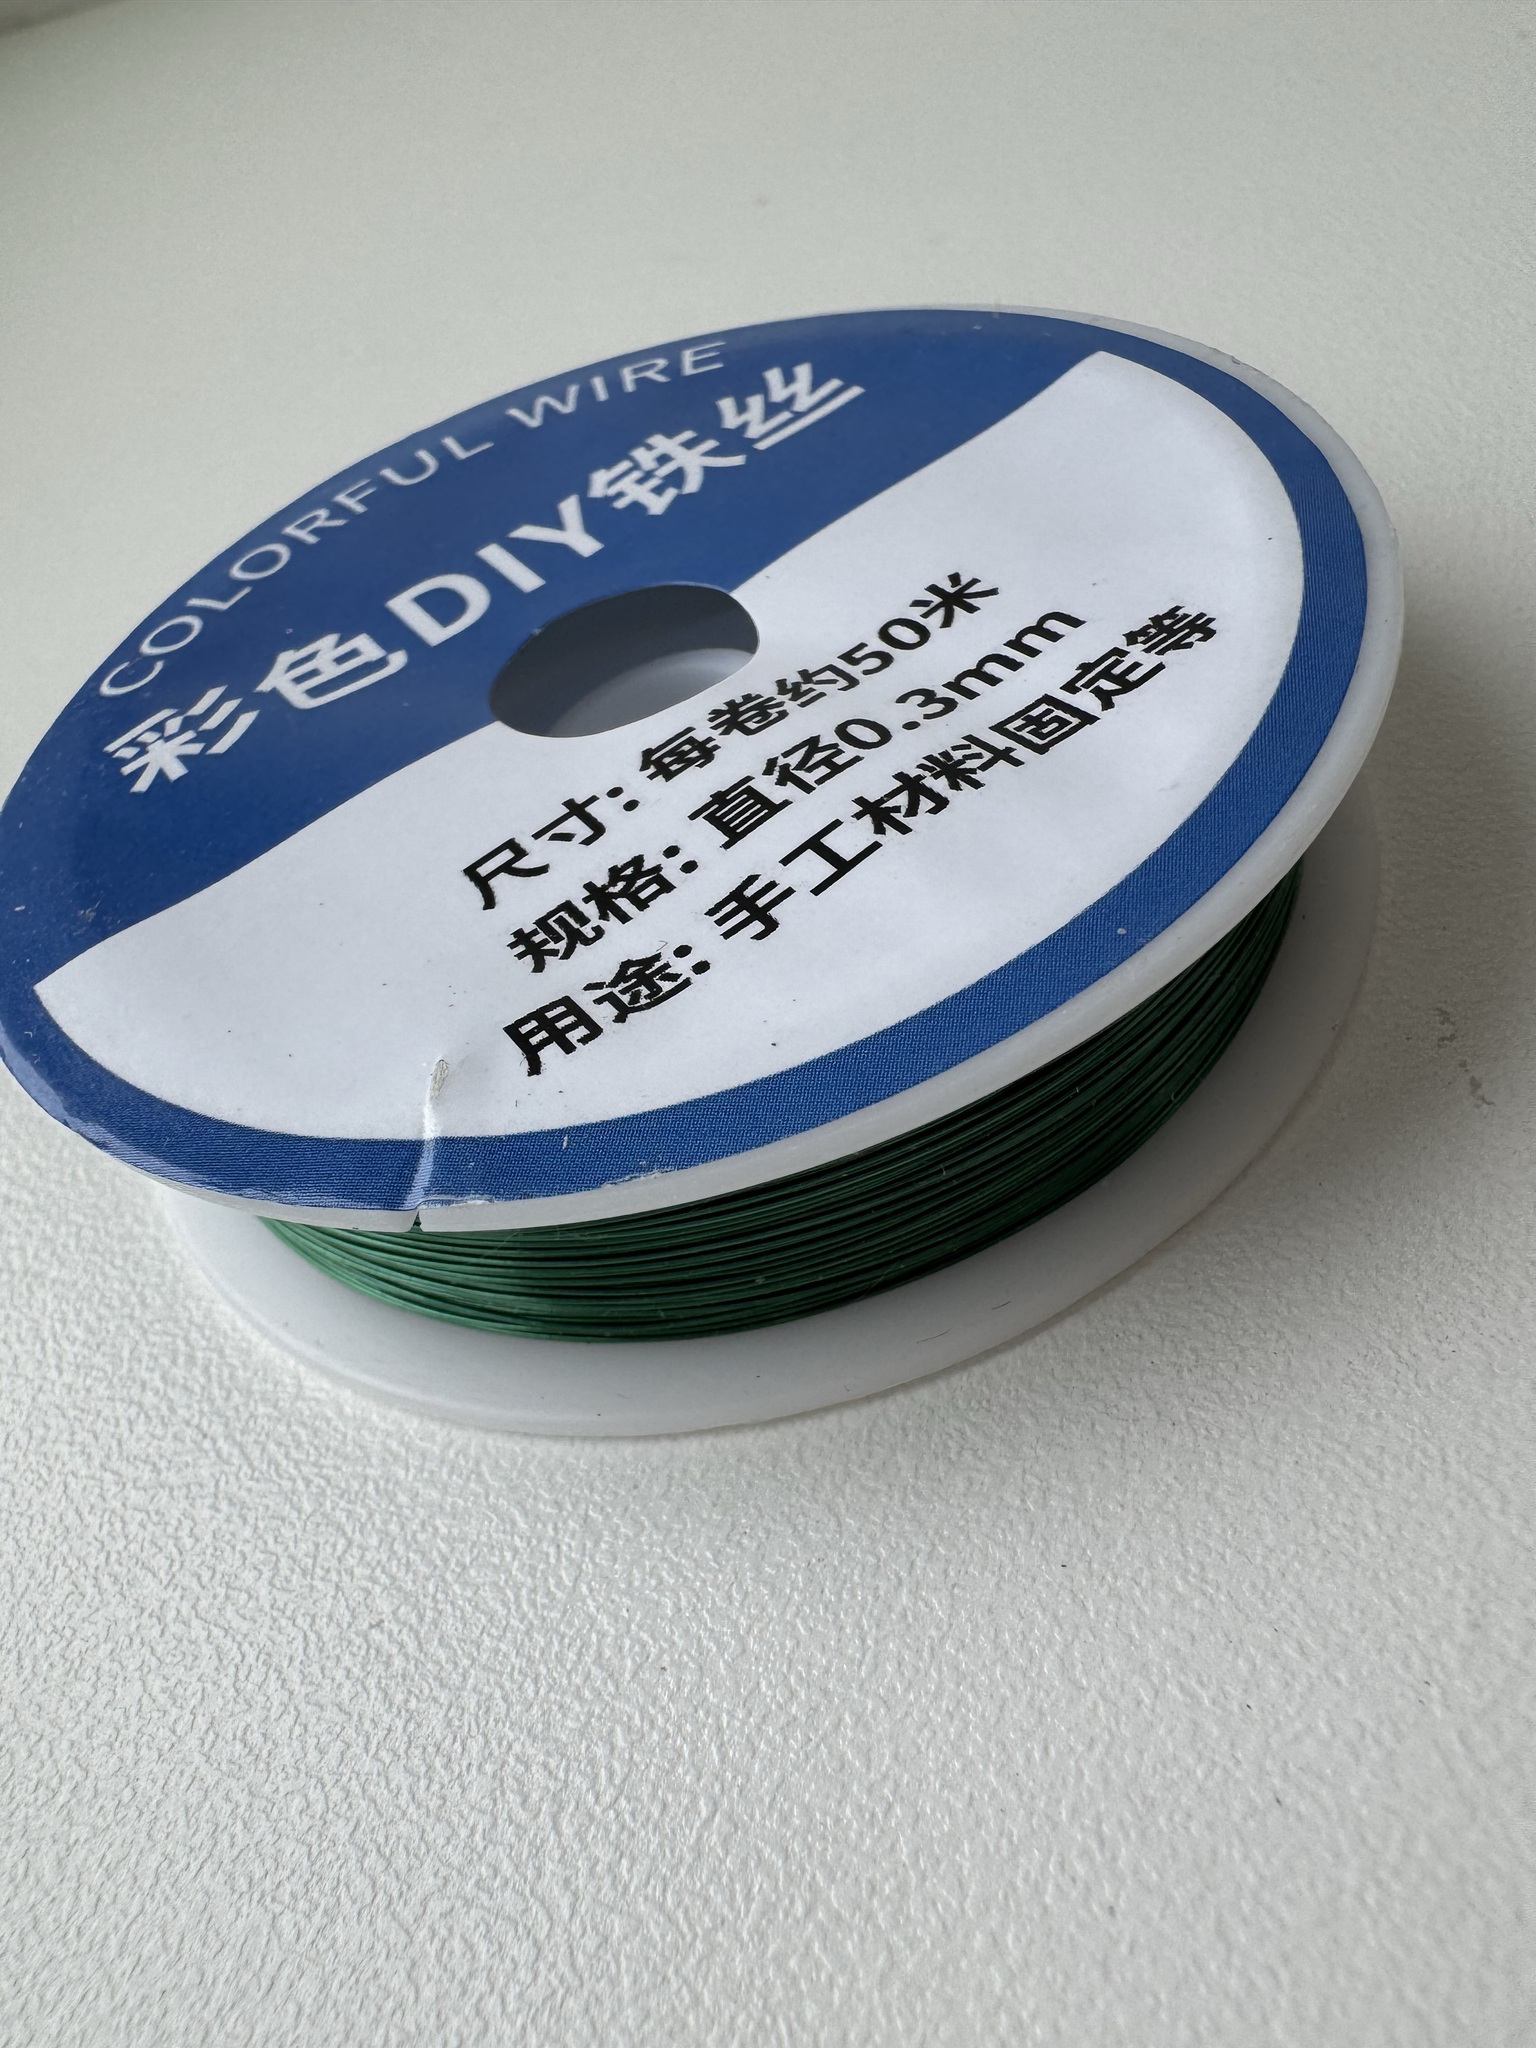 COLORFUL WIRE
彩色DIY铁丝
尺寸：每卷约50米
规格：直径0.3mm
用途：手工材料固定等